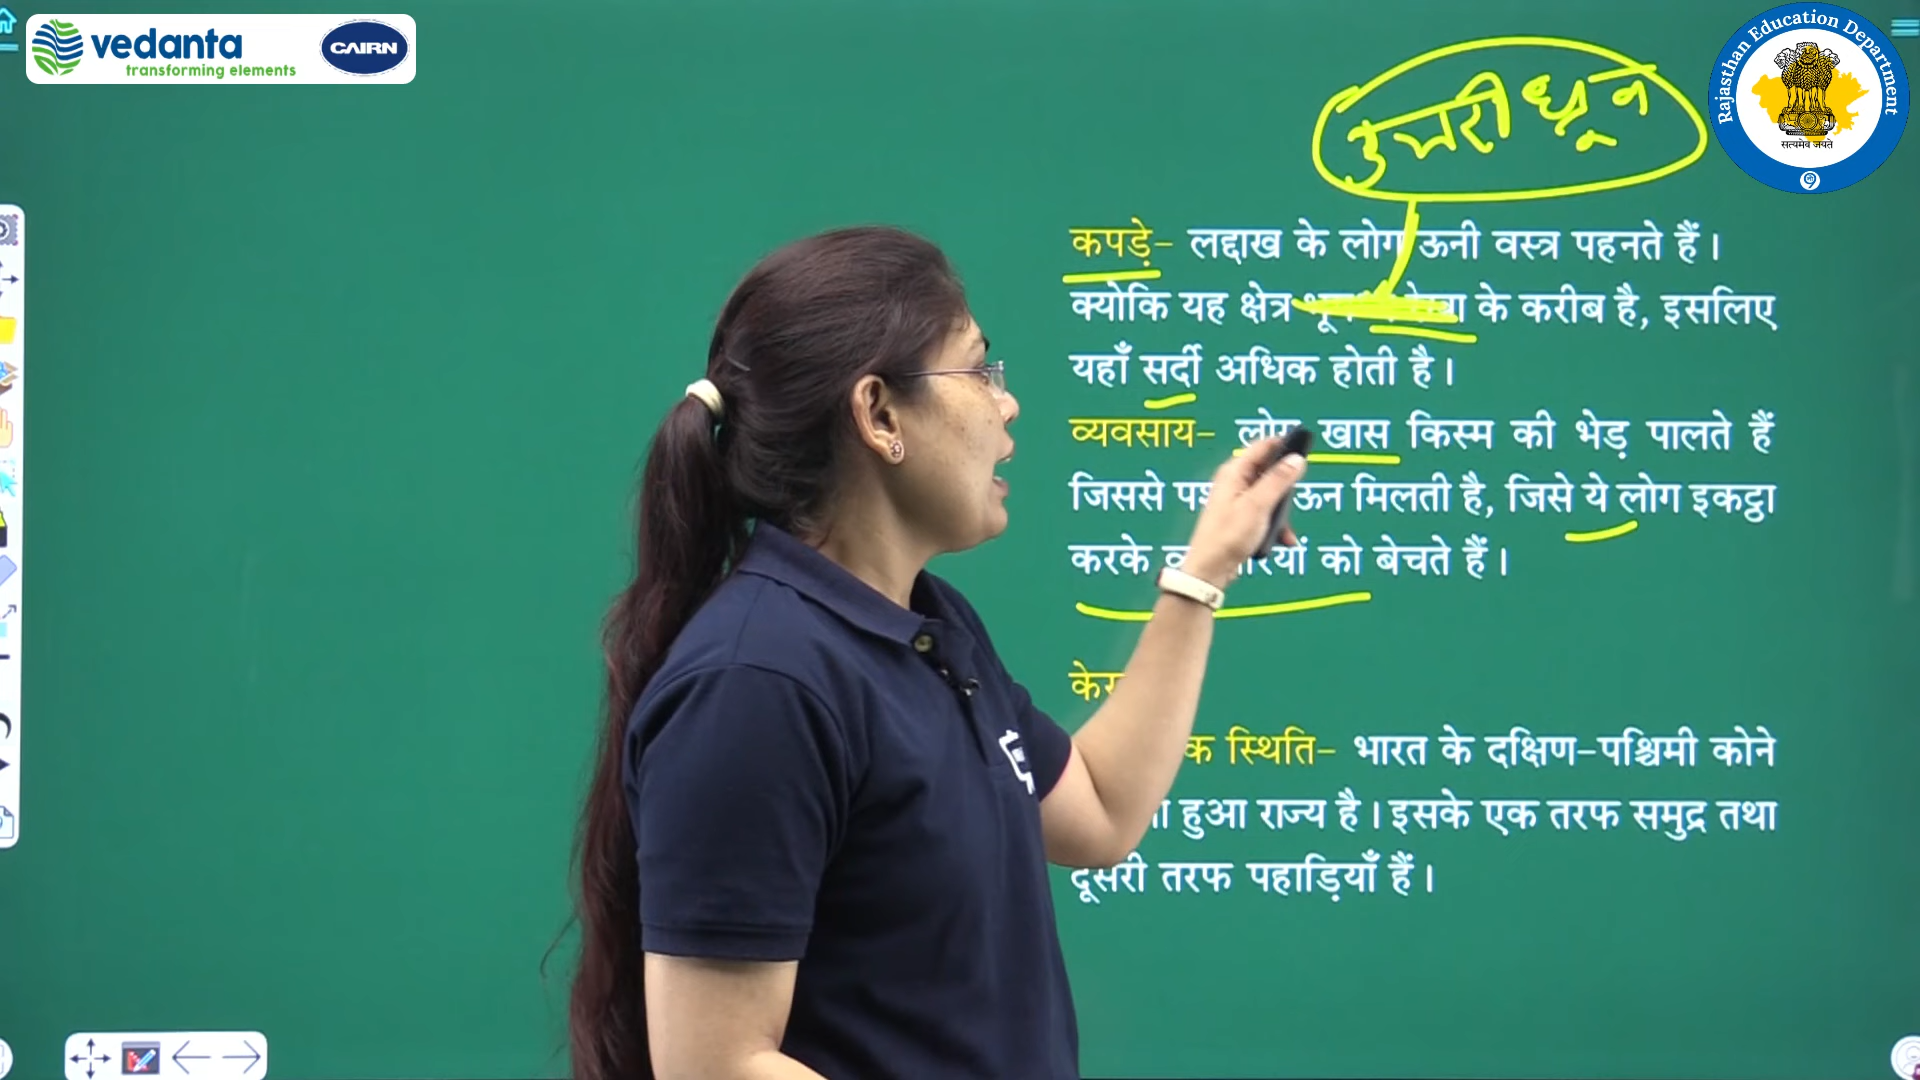 vedanta
transforming elements
CAIRN
Rajasthan Education Department
सत्यमेव जयते
उत्तरी ध्रूव
कपड़े– लद्दाख के लोग ऊनी वस्त्र पहनते हैं।
क्योकि यह क्षेत्र के करीब है, इसलिए
यहाँ सर्दी अधिक होती है।
व्यवसाय– लोग खास किस्म की भेड़ पालते हैं
जिससे ऊन मिलती है, जिसे ये लोग इकट्ठा
करके को बेचते हैं।
स्थिति– भारत के दक्षिण–पश्चिमी कोने
हुआ राज्य है। इसके एक तरफ समुद्र तथा
दूसरी तरफ पहाड़ियाँ हैं।